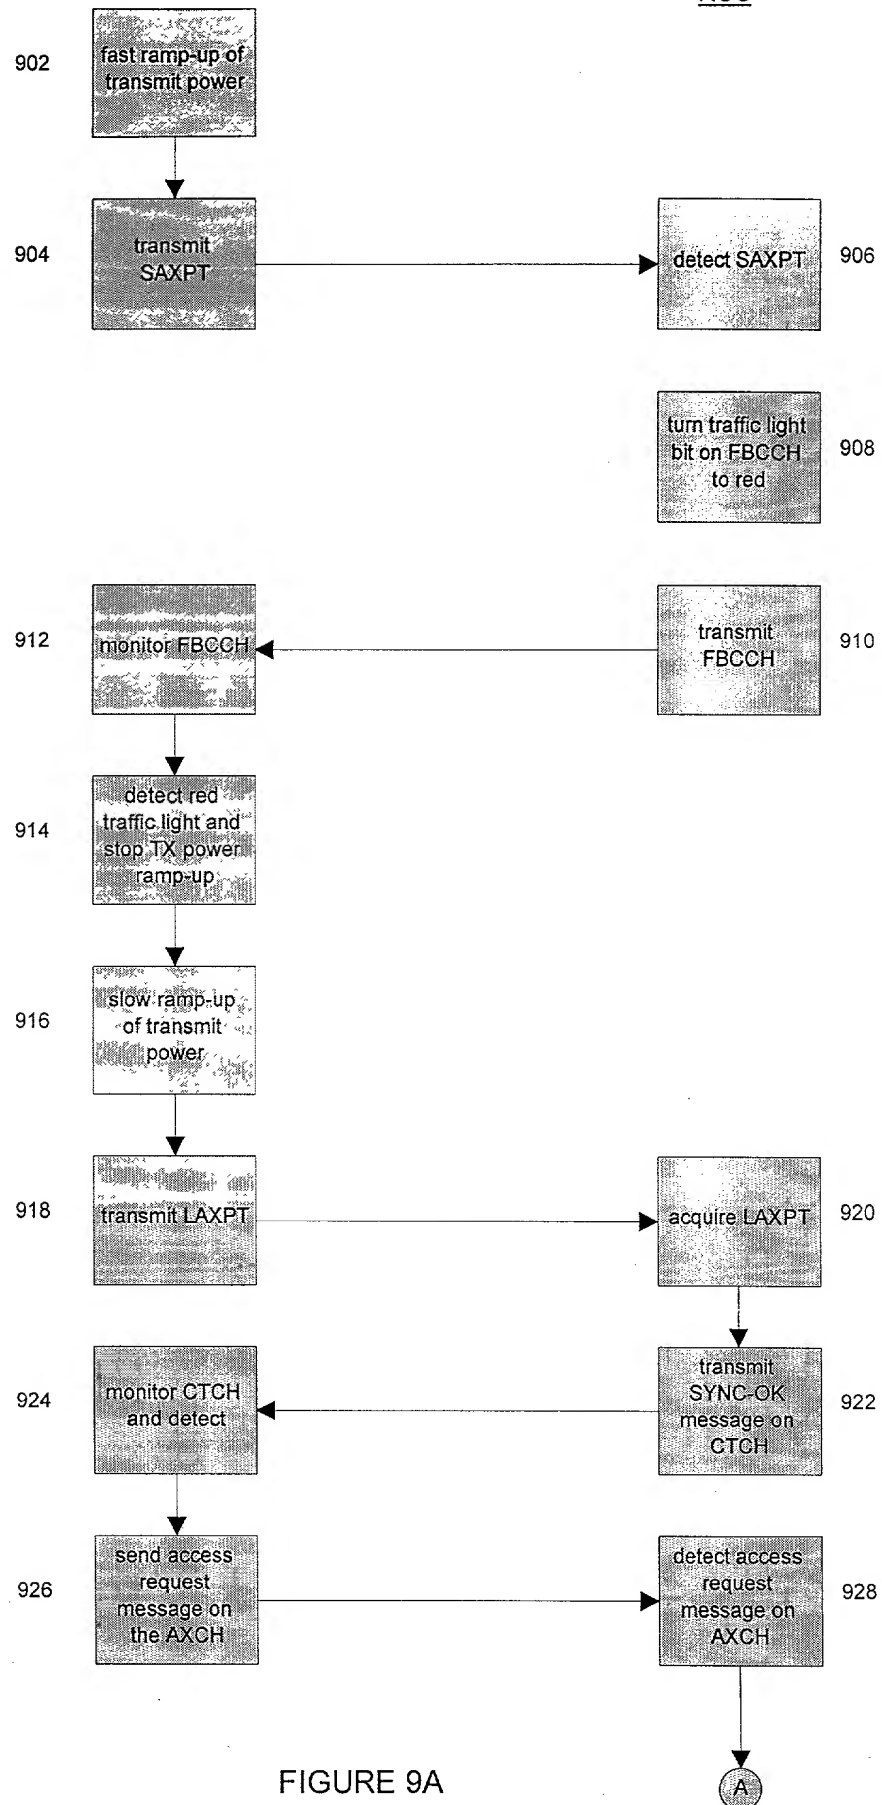 902
fast ramp-up of
transmit power
904
transmit
SAXPT
detect SAXPT
906
turn traffic light
bit on FBCCH
to red
908
912
monitor FBCCH
transmit
FBCCH
910
914
detect red
traffic light and
stop TX power
ramp-up
916
slow ramp-up
of transmit
power
918
transmit LAXPT
acquire LAXPT
920
924
monitor CTCH
and detect
transmit
SYNC-OK
message on
CTCH
922
926
send access
request
message on
the AXCH
detect access
request
message on
AXCH
928
FIGURE 9A
A